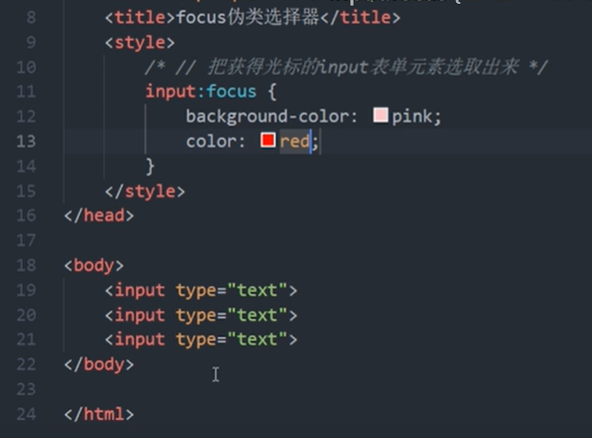 8 <title>focus伪类选择器</title>
9 <style>
10 /* // 把获得光标的input表单元素选取出来 */
11 input:focus {
12 background-color: pink;
13 color: red;
14 }
15 </style>
16 </head>
17
18 <body>
19 <input type="text">
20 <input type="text">
21 <input type="text">
22 </body>
23
24 </html>